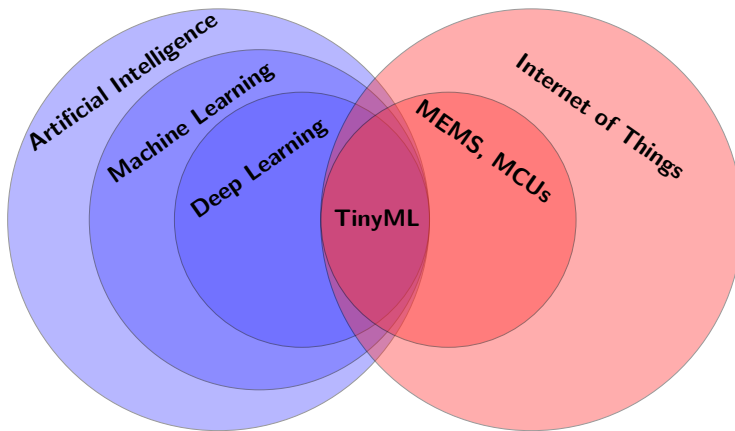 Artificial Intelligence
Machine Learning
Deep Learning
TinyML
MEMS, MCUs
Internet of Things